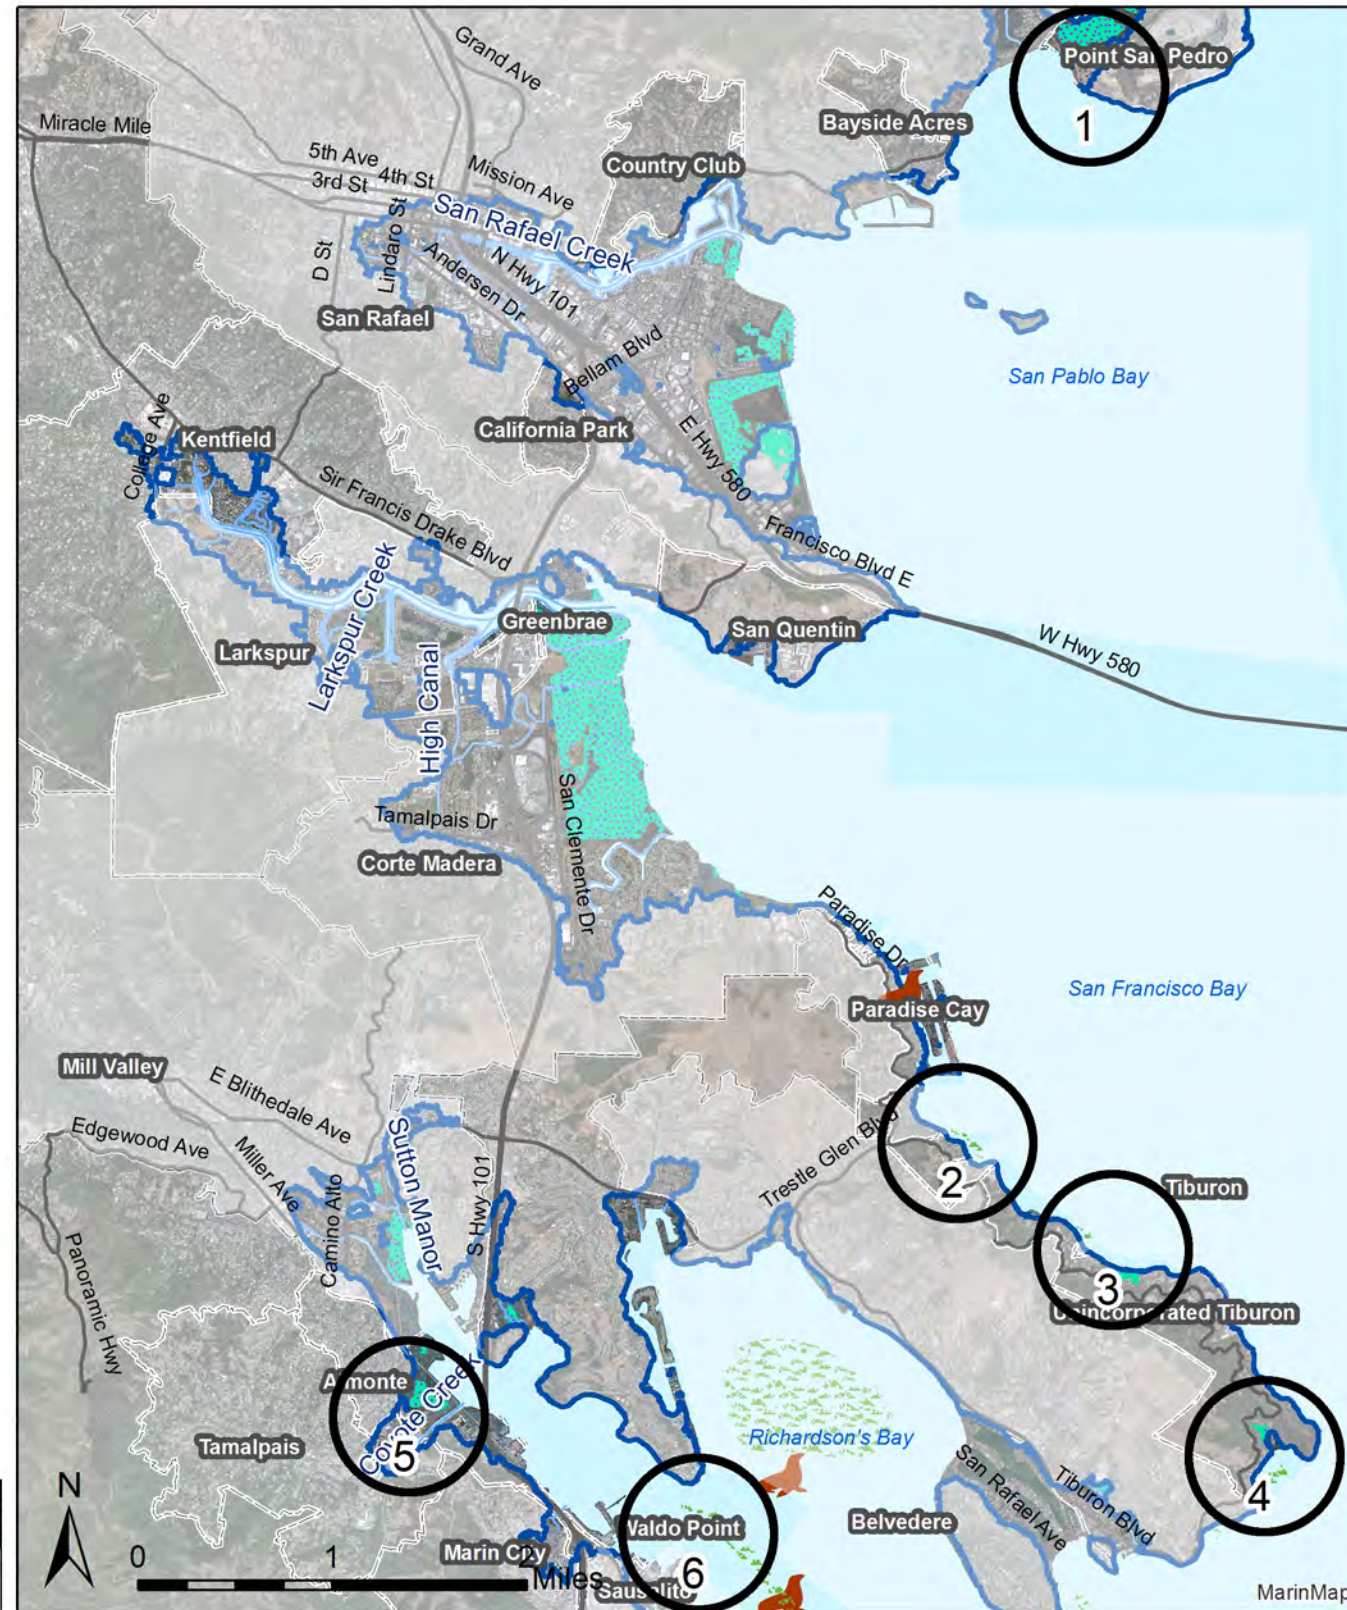 Grand Ave
Point San Pedro
1
Miracle Mile
Bayside Acres
5th Ave
4th St
3rd St
Mission Ave
Country Club
San Rafael Creek
D St
Lindaro St
Andersen Dr
N Hwy 101
San Rafael
Bellam Blvd
San Pablo Bay
College Ave
Kentfield
California Park
E Hwy 580
Sir Francis Drake Blvd
Francisco Blvd E
Larkspur Creek
Greenbrae
San Quentin
Larkspur
High Canal
W Hwy 580
San Clemente Dr
Tamalpais Dr
Corte Madera
Paradise Dr
San Francisco Bay
Paradise Cay
Mill Valley
E Blithedale Ave
Edgewood Ave
Miller Ave
Sutton Manor
Trestle Glen Blvd
2
Tiburon
Camino Alto
S Hwy 101
Panoramic Hwy
3
Unincorporated Tiburon
Almonte
Coyote Creek
5
Tamalpais
Richardson's Bay
San Rafael Ave
Tiburon Blvd
4
N
Waldo Point
Belvedere
Marin City
6
0
1
2
Miles
Sausalito
MarinMap